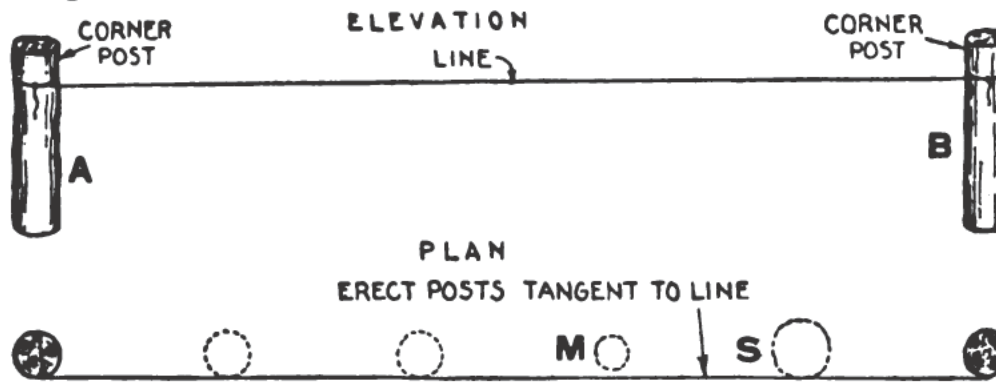 ELEVATION
CORNER
POST
LINE
CORNER
POST
A
B
PLAN
ERECT POSTS TANGENT TO LINE
M
S